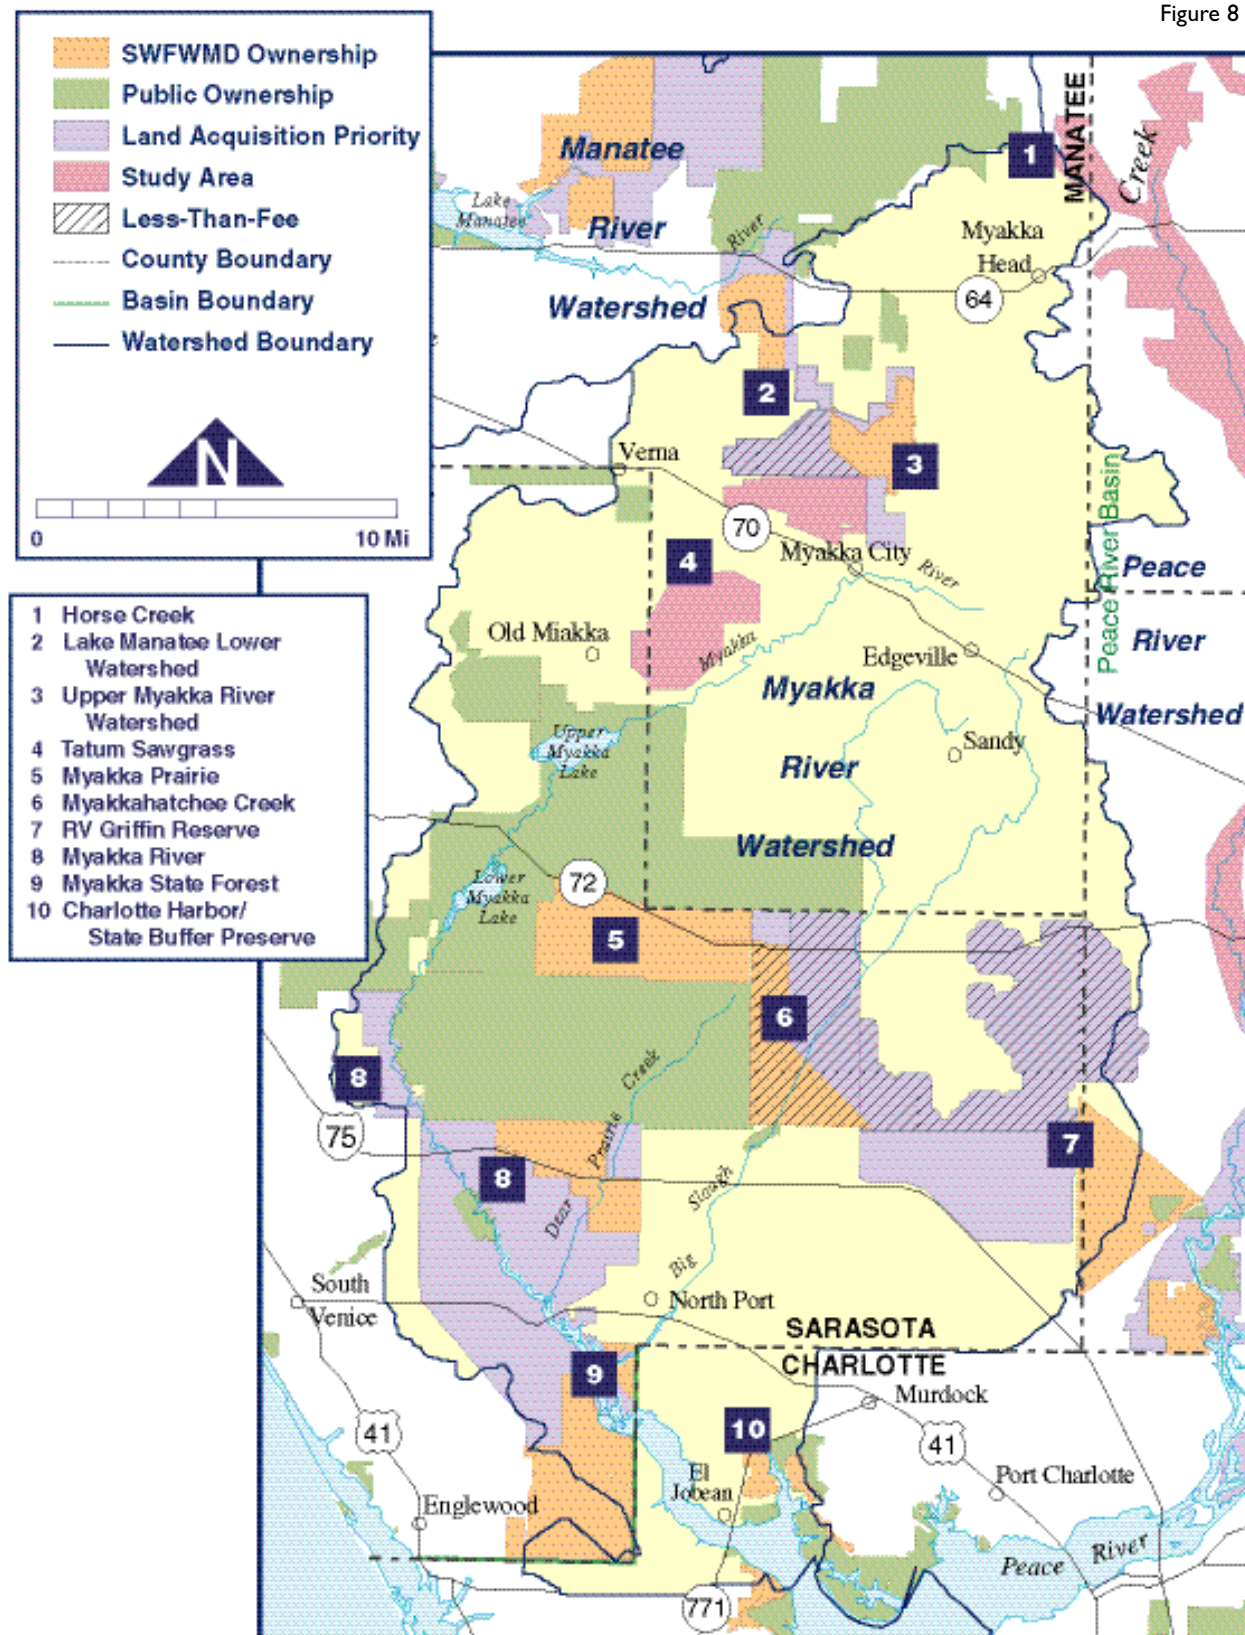 Figure 8
SWFWMD Ownership
Public Ownership
Land Acquisition Priority
Study Area
Less-Than-Fee
County Boundary
Basin Boundary
Watershed Boundary
N
0
10 Mi
1 Horse Creek
2 Lake Manatee Lower
Watershed
3 Upper Myakka River
Watershed
4 Tatum Sawgrass
5 Myakka Prairie
6 Myakkahatchee Creek
7 RV Griffin Reserve
8 Myakka River
9 Myakka State Forest
10 Charlotte Harbor/
State Buffer Preserve
Manatee
River
Watershed
Lake
Manatee
River
1
MANATEE
Creek
Myakka
Head
64
2
Verna
3
70
4
Myakka City
River
Peace River Basin
Peace
River
Watershed
Old Miakka
Myakka
Edgeville
Myakka
River
Watershed
Sandy
Upper
Myakka
Lake
72
Lower
Myakka
Lake
5
6
8
Creek
75
Prairie
7
8
Dear
Slough
Big
South
Venice
North Port
SARASOTA
CHARLOTTE
9
Murdock
10
41
41
El
Jobean
Port Charlotte
Englewood
Peace
River
771